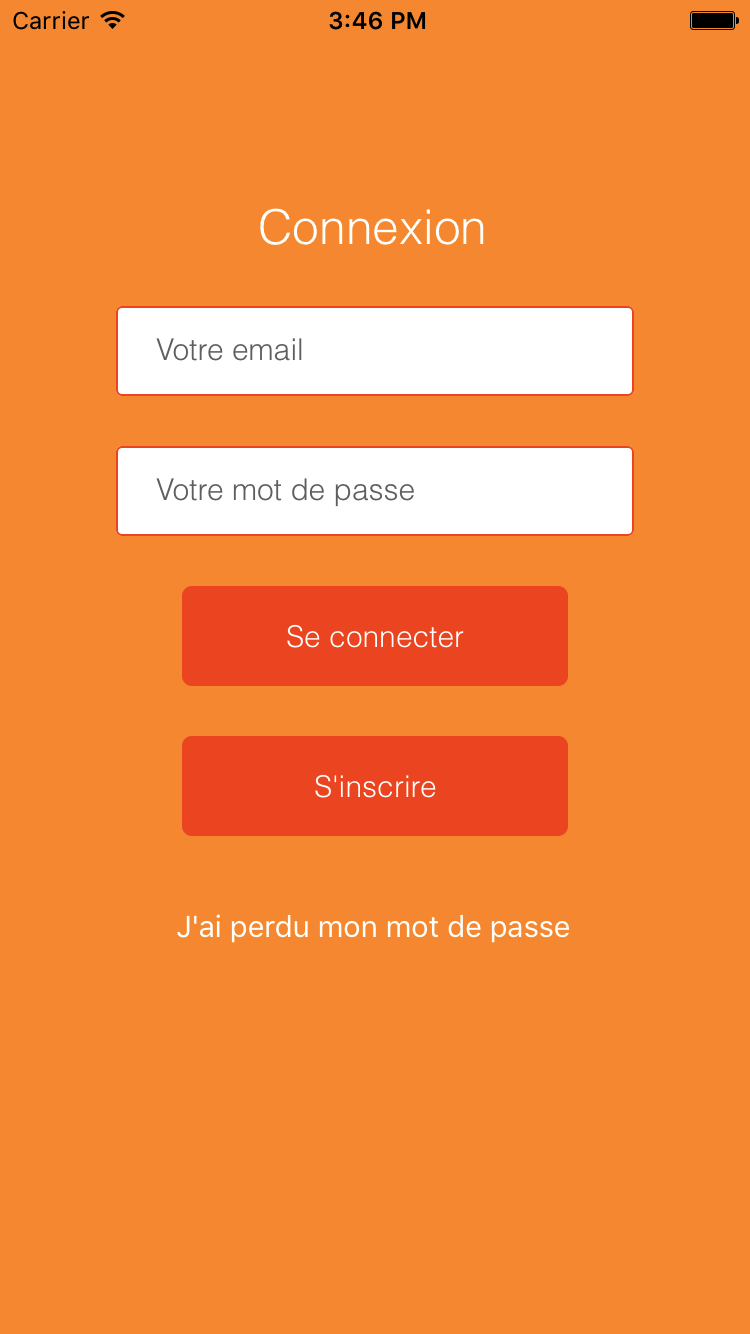 Carrier 3:46 PM
Connexion
Votre email
Votre mot de passe
Se connecter
S'inscrire
J'ai perdu mon mot de passe